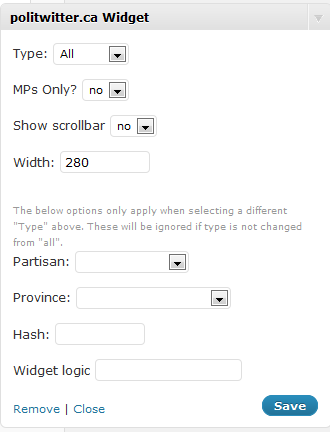 politwitter.ca Widget
Type: All
MPs Only? no
Show scrollbar no
Width: 280
The below options only apply when selecting a different
"Type" above. These will be ignored if type is not changed
from "all".
Partisan:
Province:
Hash:
Widget logic
Remove | Close Save